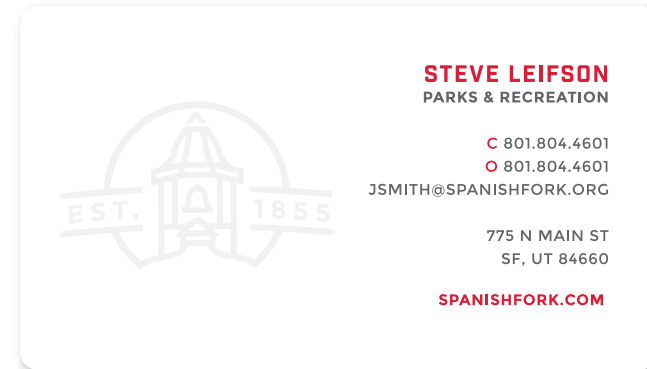 STEVE LEIFSON
PARKS & RECREATION
C 801.804.4601
O 801.804.4601
JSMITH@SPANISHFORK.ORG
EST. 1855
775 N MAIN ST
SF, UT 84660
SPANISHFORK.COM